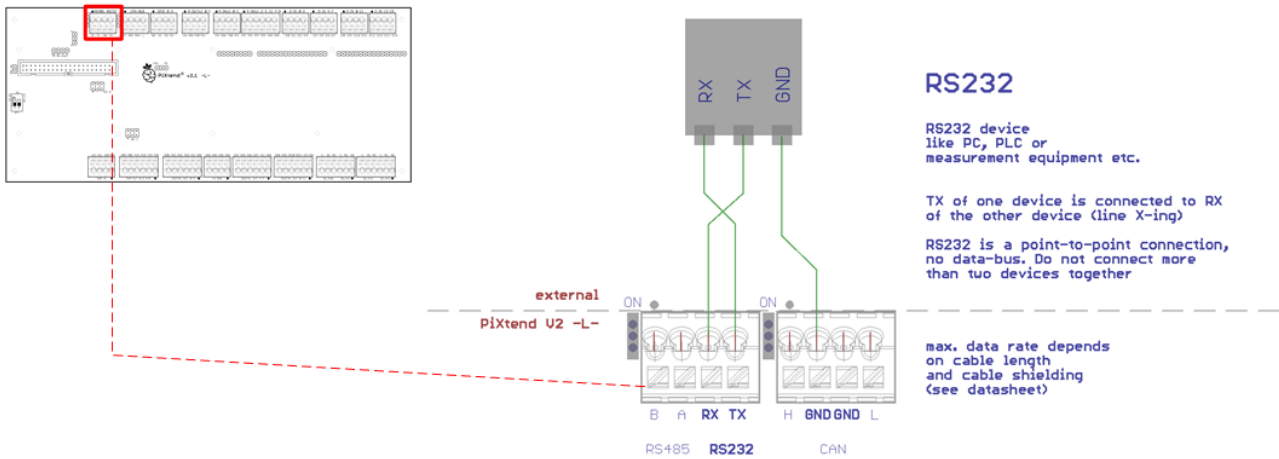 PiXtend® v2.1 -L-
RX TX GND
RS232
RS232 device
like PC, PLC or
measurement equipment etc.
TX of one device is connected to RX
of the other device (line X-ing)
RS232 is a point-to-point connection,
no data-bus. Do not connect more
than two devices together
external
PiXtend V2 -L-
ON ON
B A RX TX H GND GND L
RS485 RS232 CAN
max. data rate depends
on cable length
and cable shielding
(see datasheet)